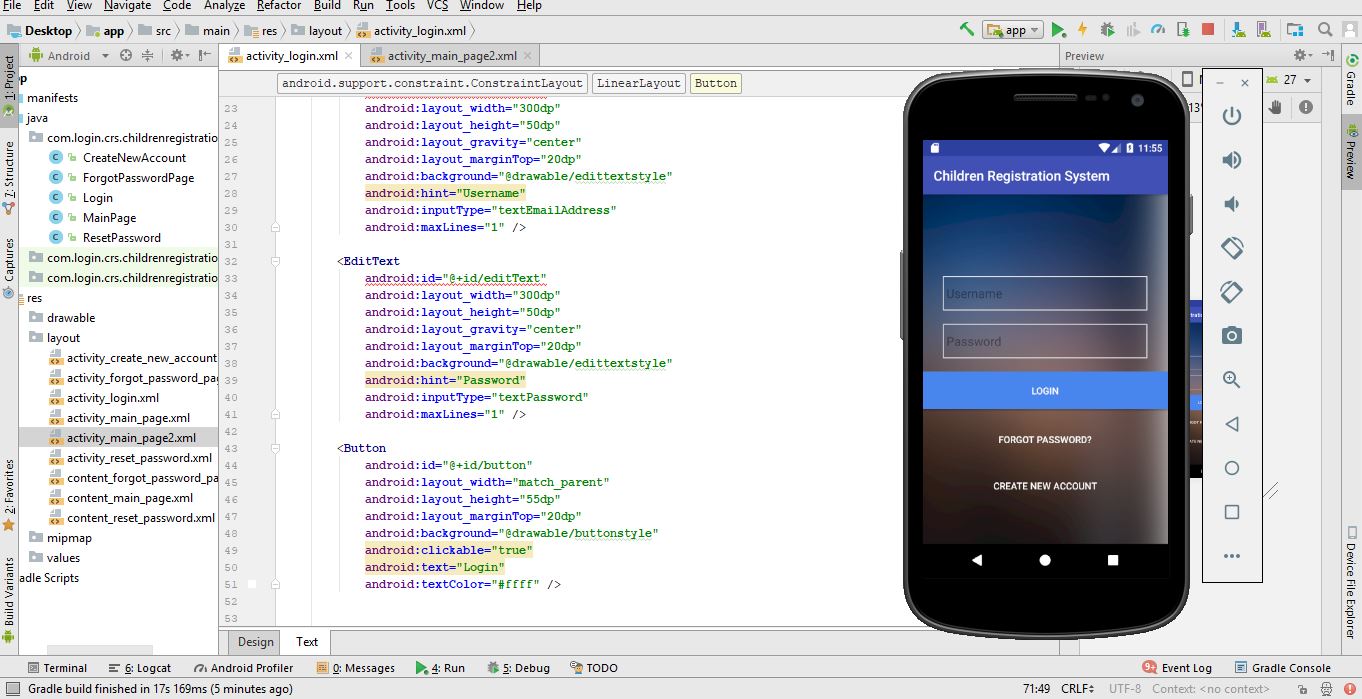 File Edit View Navigate Code Analyze Refactor Build Run Tools VCS Window Help
Desktop app src main res layout activity_login.xml app
Android activity_login.xml activity_main_page2.xml Preview
android.support.constraint.ConstraintLayout LinearLayout Button 27
1: Project
7: Structure
Captures
2: Favorites
Build Variants
manifests
java
com.login.crs.childrenregistratio
CreateNewAccount
ForgotPasswordPage
Login
MainPage
ResetPassword
com.login.crs.childrenregistratio
com.login.crs.childrenregistratio
res
drawable
layout
activity_create_new_account
activity_forgot_password_pa
activity_login.xml
activity_main_page.xml
activity_main_page2.xml
activity_reset_password.xml
content_forgot_password_pa
content_main_page.xml
content_reset_password.xml
mipmap
values
adle Scripts
23 android:layout_width="300dp"
24 android:layout_height="50dp"
25 android:layout_gravity="center"
26 android:layout_marginTop="20dp"
27 android:background="@drawable/edittextstyle"
28 android:hint="Username"
29 android:inputType="textEmailAddress"
30 android:maxLines="1" />
31
32 <EditText
33 android:id="@+id/editText"
34 android:layout_width="300dp"
35 android:layout_height="50dp"
36 android:layout_gravity="center"
37 android:layout_marginTop="20dp"
38 android:background="@drawable/edittextstyle"
39 android:hint="Password"
40 android:inputType="textPassword"
41 android:maxLines="1" />
42
43 <Button
44 android:id="@+id/button"
45 android:layout_width="match_parent"
46 android:layout_height="55dp"
47 android:layout_marginTop="20dp"
48 android:background="@drawable/buttonstyle"
49 android:clickable="true"
50 android:text="Login"
51 android:textColor="#ffff" />
52
53
Design Text
11:55
Children Registration System
Username
Password
LOGIN
FORGOT PASSWORD?
CREATE NEW ACCOUNT
Gradle
Preview
Device File Explorer
Terminal 6: Logcat Android Profiler 0: Messages 4: Run 5: Debug TODO 9+ Event Log Gradle Console
Gradle build finished in 17s 169ms (5 minutes ago) 71:49 CRLF UTF-8 Context: <no context>